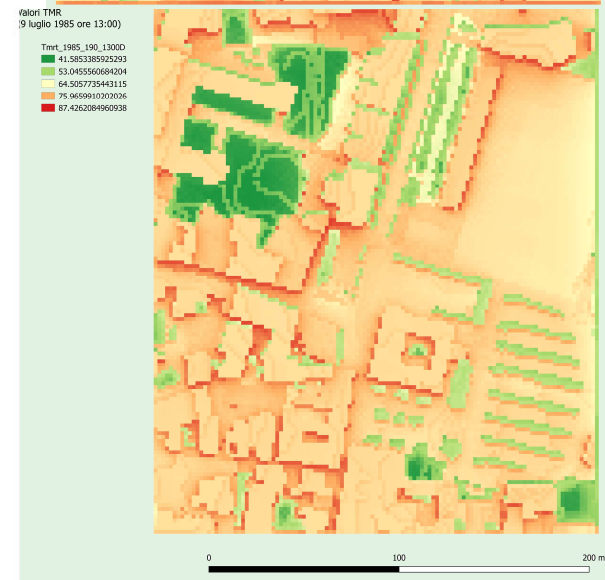 Valori TMR
(9 luglio 1985 ore 13:00)
Tmrt_1985_190_1300D
41.5853385925293
53.0455560684204
64.5057735443115
75.9659910202026
87.4262084960938
0 100 200 m